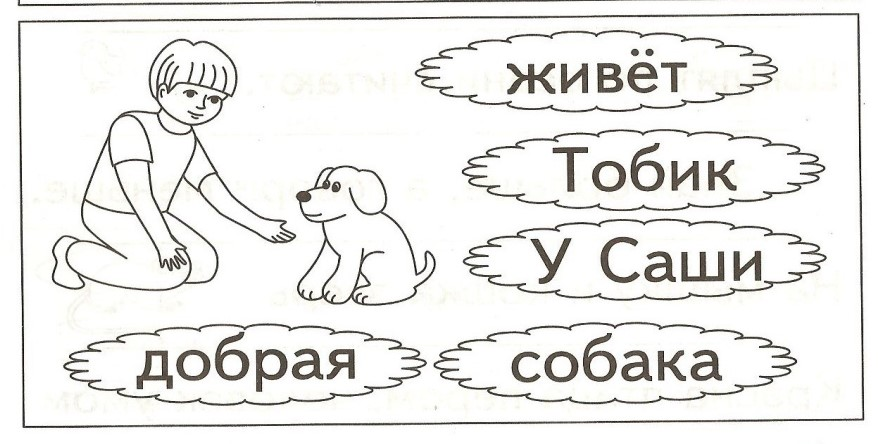 живёт
Тобик
У Саши
добрая собака